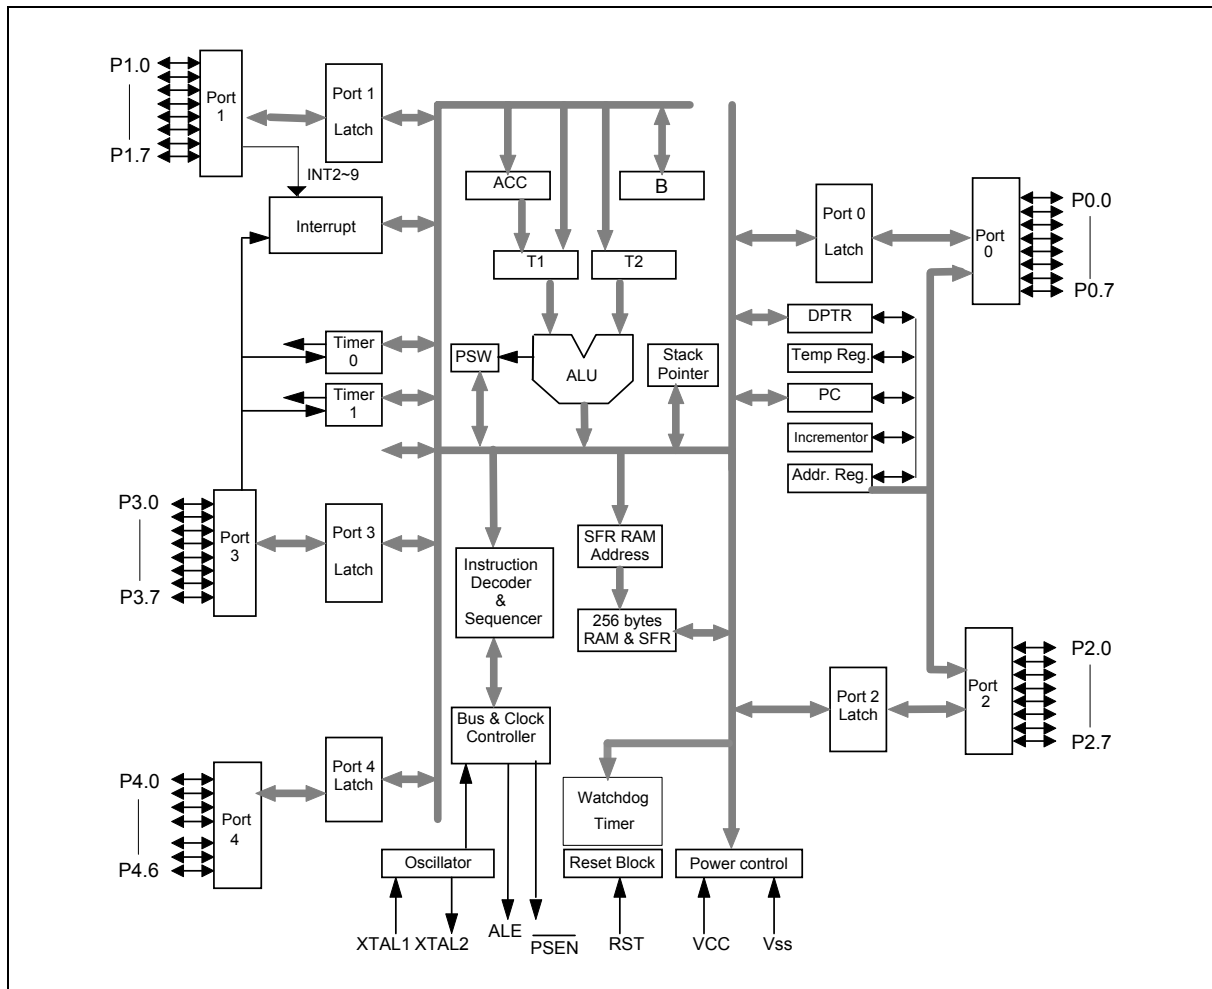 P1.0
P1.7
Port
1
Port 1
Latch
INT2~9
Interrupt
Timer
0
Timer
1
P3.0
P3.7
Port
3
Port 3
Latch
P4.0
P4.6
Port
4
Port 4
Latch
ACC
B
T1
T2
PSW
ALU
Stack
Pointer
Instruction
Decoder
&
Sequencer
SFR RAM
Address
256 bytes
RAM & SFR
Bus & Clock
Controller
Watchdog
Timer
Oscillator
Reset Block
Power control
XTAL1
XTAL2
ALE
PSEN
RST
VCC
Vss
Port 0
Latch
Port
0
P0.0
P0.7
DPTR
Temp Reg.
PC
Incrementor
Addr. Reg.
Port 2
Latch
Port
2
P2.0
P2.7